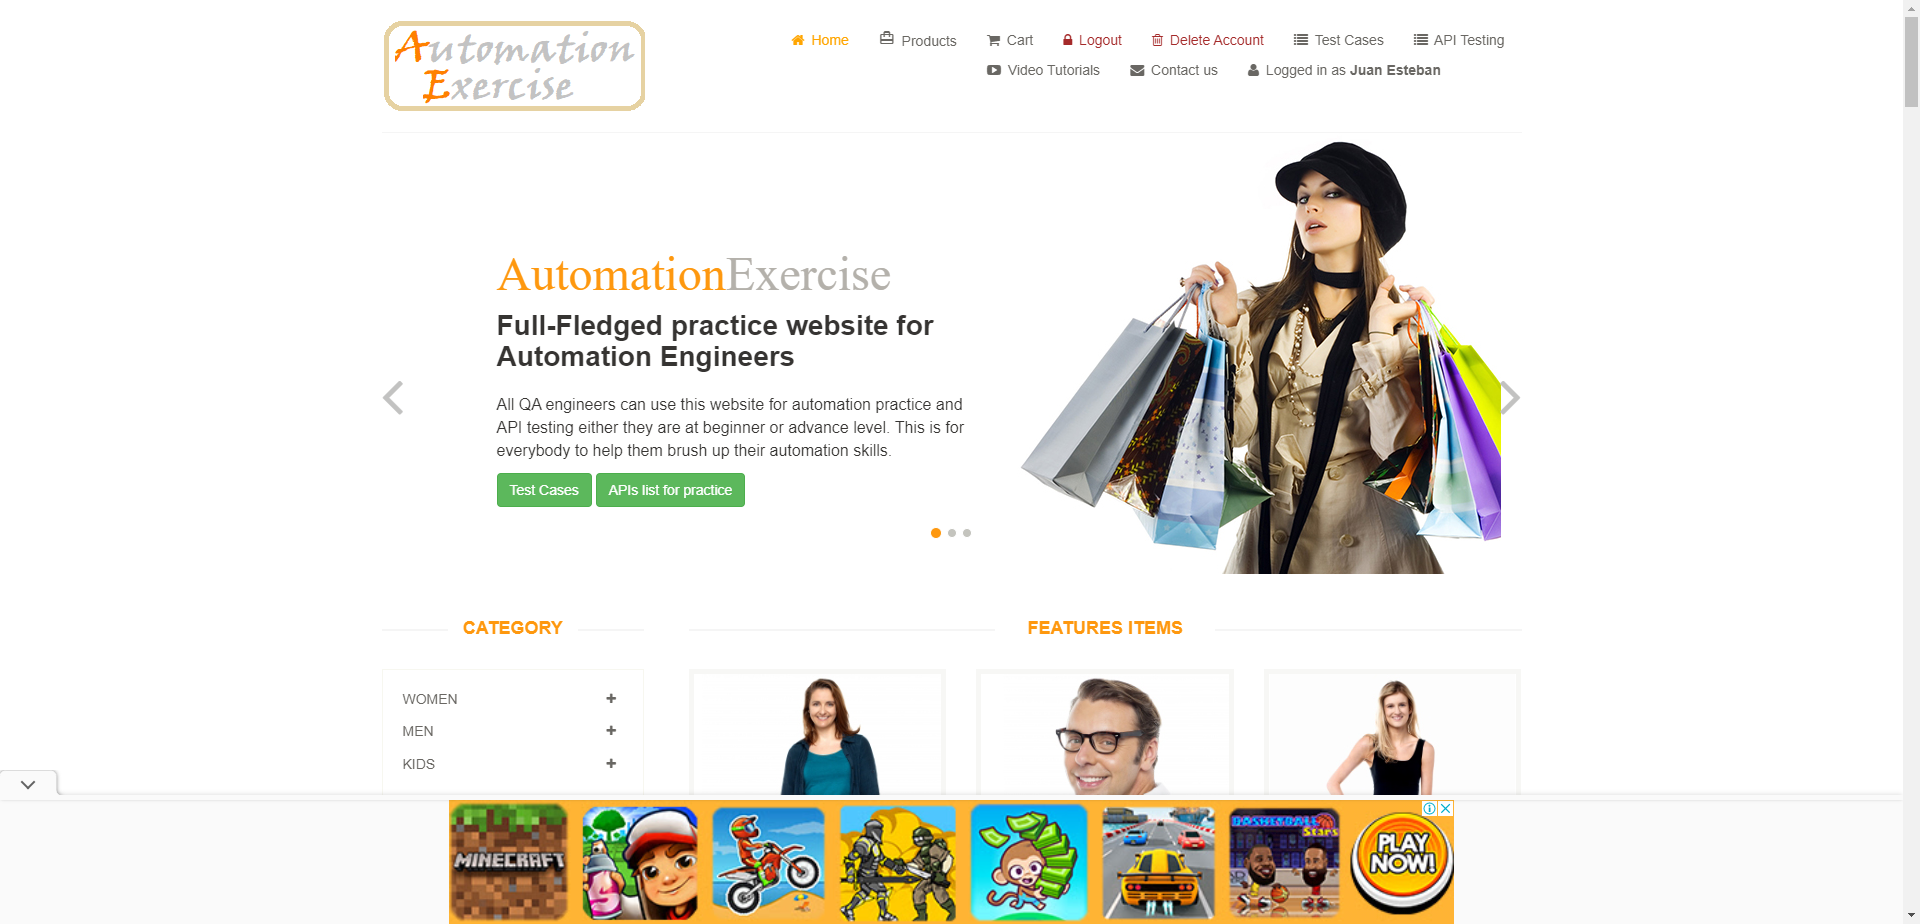 Automation
Exercise
Home
Products
Cart
Logout
Delete Account
Test Cases
API Testing
Video Tutorials
Contact us
Logged in as Juan Esteban
AutomationExercise
Full-Fledged practice website for
Automation Engineers
All QA engineers can use this website for automation practice and
API testing either they are at beginner or advance level. This is for
everybody to help them brush up their automation skills.
Test Cases
APIs list for practice
CATEGORY
FEATURES ITEMS
WOMEN
MEN
KIDS
MINECRAFT
BASKETBALL
Stars
PLAY
NOW!